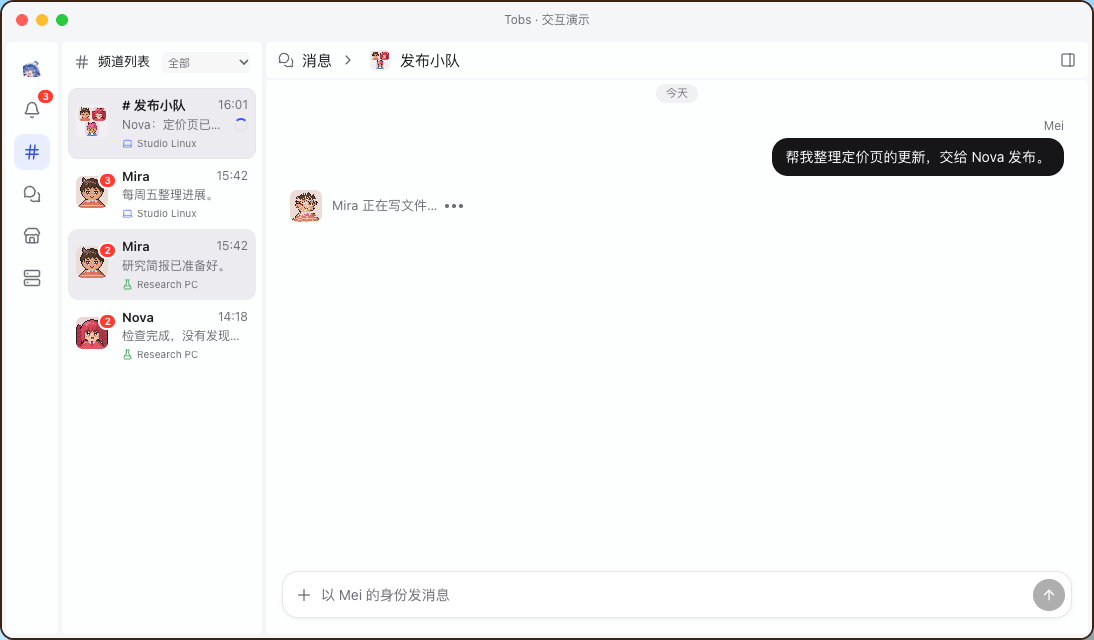 Tobs · 交互演示
3
频道列表
全部
# 发布小队
16:01
Nova：定价页已...
Studio Linux
3
Mira
15:42
每周五整理进展。
Studio Linux
2
Mira
15:42
研究简报已准备好。
Research PC
2
Nova
14:18
检查完成，没有发现...
Research PC
消息
发布小队
今天
Mei
帮我整理定价页的更新，交给 Nova 发布。
Mira 正在写文件...
以 Mei 的身份发消息